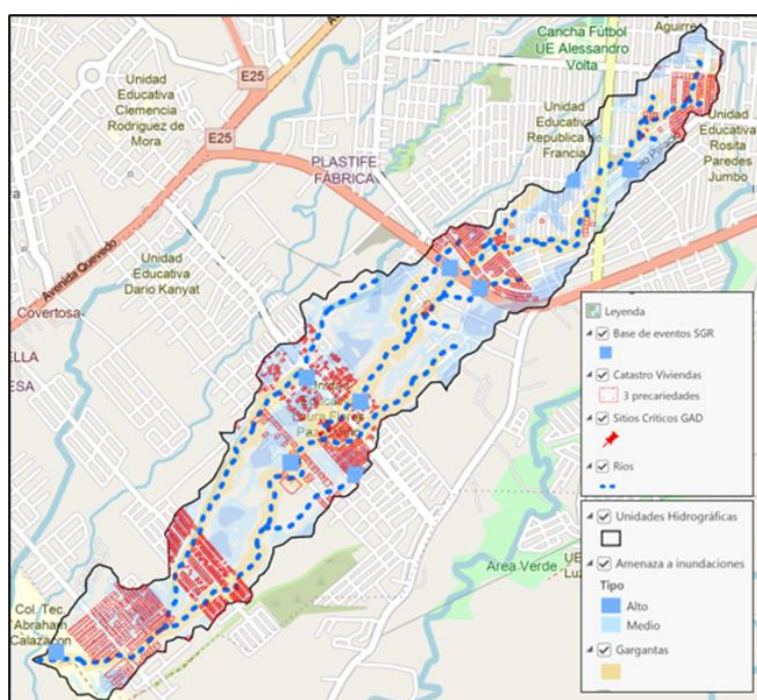 Cancha Fútbol
UE Alessandro
Volta
Aguirre
E25
Unidad
Educativa
Clemencia
Rodriguez de
Mora
E25
Unidad
Educativa
Republica de
Francia
Unidad
Educativa
Rosita
Paredes
Jumbo
PLASTIFE
FÁBRICA
Avenida Quevedo
Unidad
Educativa
Dario Kanyat
Covertosa
ELLA
ESA
Area Verde
Col. Tec.
Abraham
Calazacon
Leyenda
Base de eventos SGR
Catastro Viviendas
3 precariedades
Sitios Críticos GAD
Ríos
Unidades Hidrográficas
Amenaza a inundaciones
Tipo
Alto
Medio
Gargantas